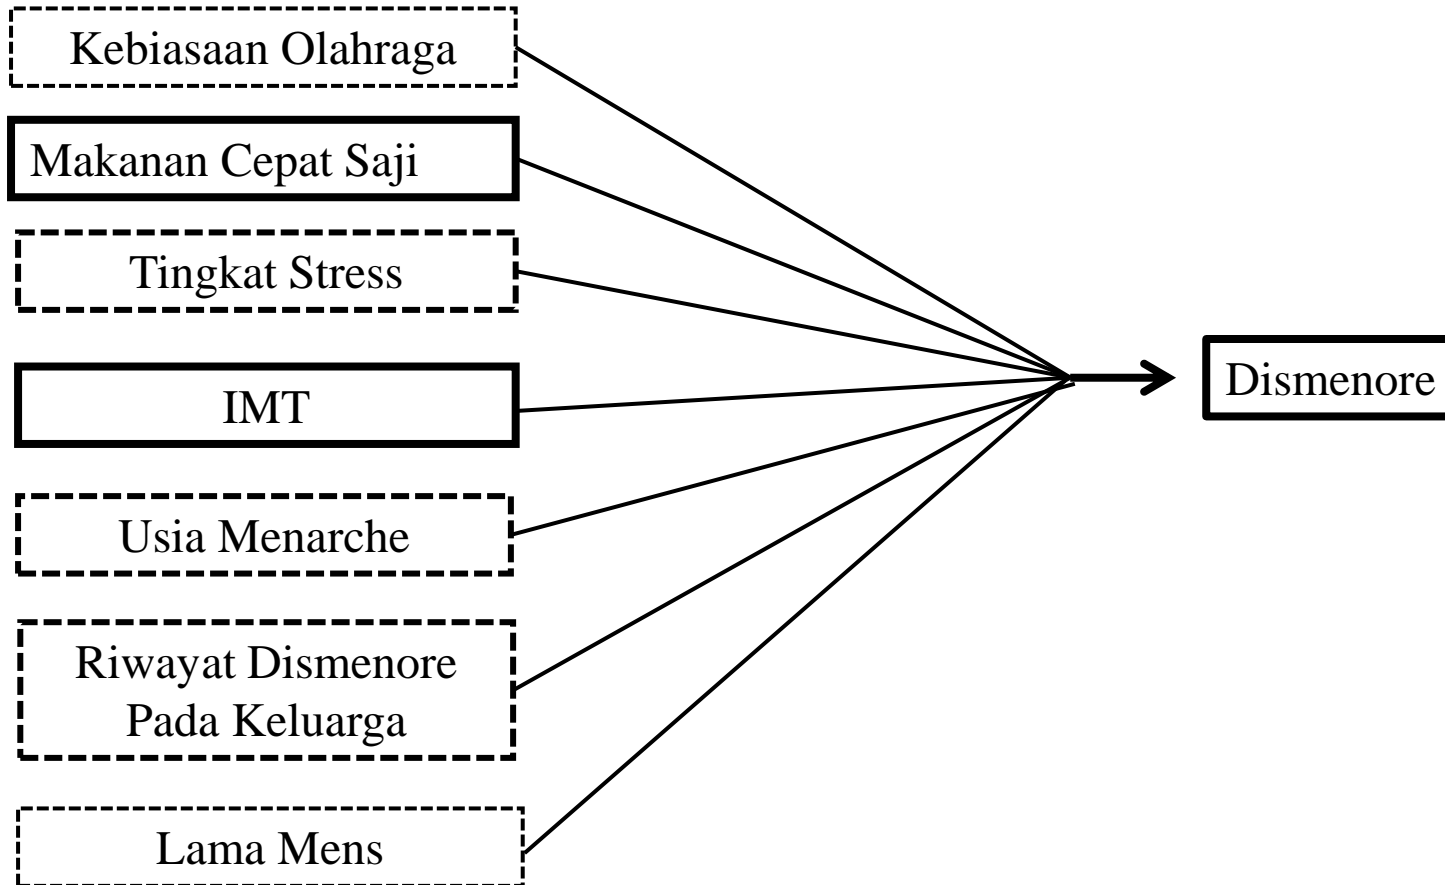 Kebiasaan Olahraga
Makanan Cepat Saji
Tingkat Stress
IMT
Usia Menarche
Riwayat Dismenore
Pada Keluarga
Lama Mens
Dismenore